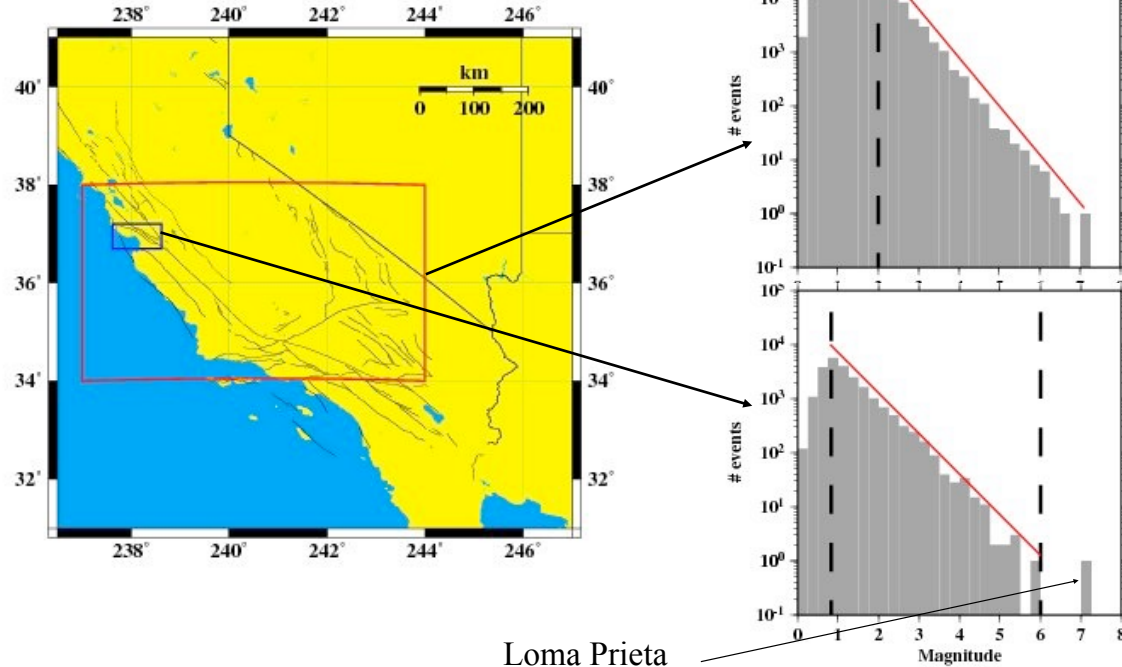 238˚ 240˚ 242˚ 244˚ 246˚
40˚ 40˚
38˚ 38˚
36˚ 36˚
34˚ 34˚
32˚ 32˚
238˚ 240˚ 242˚ 244˚ 246˚
km
0 100 200
10³
10²
10¹
10⁰
10⁻¹
# events
10⁵
10⁴
10³
10²
10¹
10⁰
10⁻¹
# events
0 1 2 3 4 5 6 7 8
Magnitude
Loma Prieta